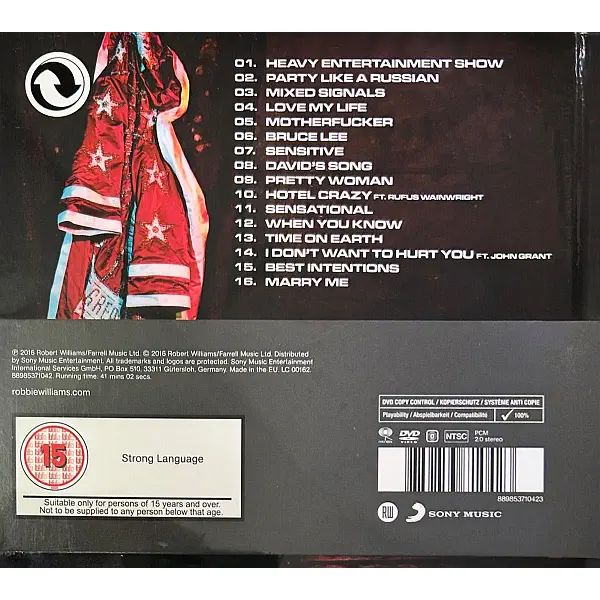 01. HEAVY ENTERTAINMENT SHOW
02. PARTY LIKE A RUSSIAN
03. MIXED SIGNALS
04. LOVE MY LIFE
05. MOTHERFUCKER
06. BRUCE LEE
07. SENSITIVE
08. DAVID'S SONG
09. PRETTY WOMAN
10. HOTEL CRAZY FT. RUFUS WAINWRIGHT
11. SENSATIONAL
12. WHEN YOU KNOW
13. TIME ON EARTH
14. I DON'T WANT TO HURT YOU FT. JOHN GRANT
15. BEST INTENTIONS
16. MARRY ME
℗ 2016 Robert Williams/Farrell Music Ltd. © 2016 Robert Williams/Farrell Music Ltd. Distributed
by Sony Music Entertainment. All trademarks and logos are protected. Sony Music Entertainment
International Services GmbH, PO Box 510, 33311 Gütersloh, Germany. Made in the EU. LC 00162.
88985371042. Running time: 41 mins 02 secs.
robbiewilliams.com
15
Strong Language
Suitable only for persons of 15 years and over.
Not to be supplied to any person below that age.
DVD COPY CONTROL / KOPIERSCHUTZ / SYSTÈME ANTI COPIE
Playability / Abspielbarkeit / Compatibilité ✓ 100%
DVD 0 NTSC PCM 2.0 stereo
889853710423
RW SONY MUSIC